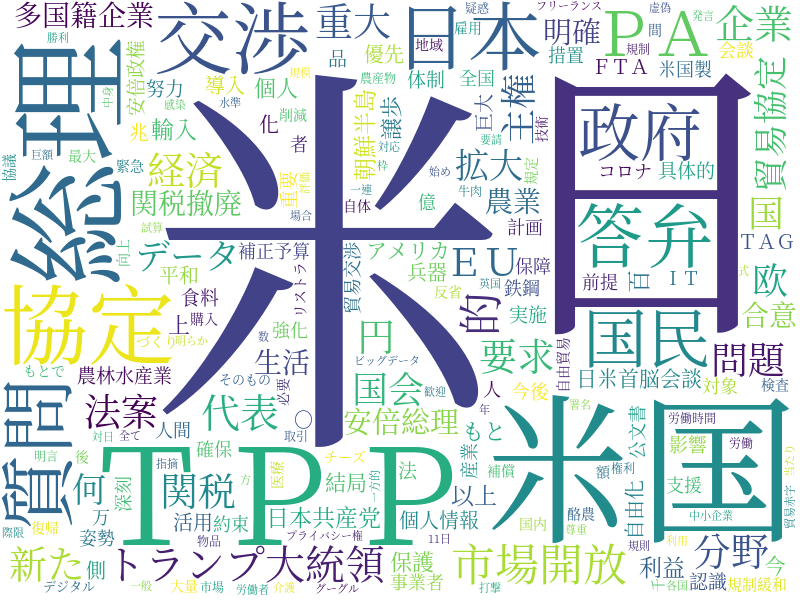 多国籍企業
勝利
交渉
疑惑
重大
日本
フリーランス
虚偽
間
発言
明確
ＰＡ
企業
総理
中身
安倍政権
感染
努力
品
優先
雇用
地域
措置
規制
会談
規模
導入
個人
農産物
体制
全国
ＦＴＡ
米国製
協議
水準
兆
輸入
化
削減
者
朝鮮半島
対応
譲歩
巨大
主権
技術
政府
貿易協定
巨額
最大
緊急
経済
重要
評価
枠
要請
始め
拡大
規定
コロナ
具体的
関税撤廃
場合
一連
自体
億
牛肉
農業
計画
答弁
国
ＴＡＧ
試算
向上
データ
補正予算
リストラ
貿易交渉
アメリカ
兵器
ＥＵ
保障
前提
百
ＩＴ
欧
式
平和
米
日
協定
食料
上
購入
強化
円
反省
英国
的
鉄鋼
実施
自由貿易
国民
合意
づくり
明らか
数
ビッグデータ
もとで
農林水産業
そのもの
必要
生活
国会
歓迎
要求
日米首脳会談
問題
対象
検査
質問
法案
代表
〇
取引
年
人
安倍総理
今後
署名
公文書
労働時間
対日
全て
人間
もと
米国
影響
労働
権利
当たり
明言
後
何
深刻
指摘
確保
ＴＰＰ
方
医療
チーズ
一方的
結局
法
産業
補償
額
自由化
支援
貿易赤字
万
関税
日本共産党
個人情報
以上
酪農
国内
中小企業
際限
復帰
姿勢
活用
約束
物品
プライバシー権
11日
尊重
新た
側
トランプ大統領
保護
事業者
市場開放
規則
利益
分野
認識
今
デジタル
一般
大量
市場
労働者
介護
グーグル
打撃
利用
千
各国
規制緩和